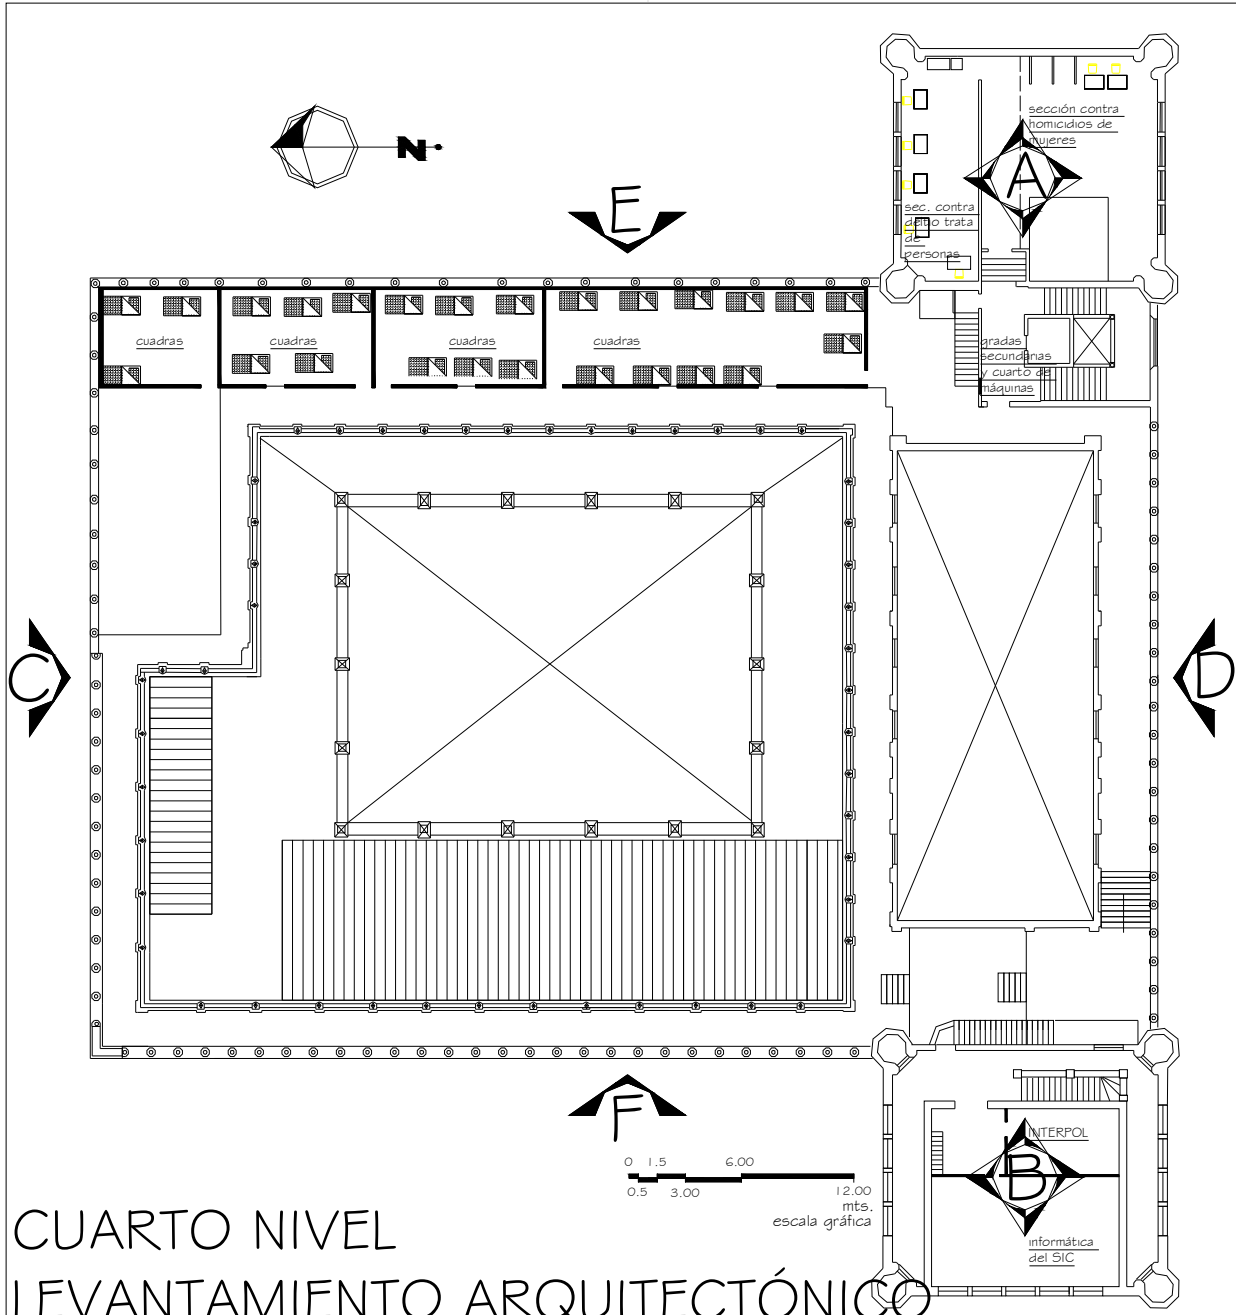 sección contra
homicidios de
mujeres
A
sec. contra
delito trata
de
personas
N
E
cuadras
cuadras
cuadras
cuadras
gradas
secundarias
y cuarto de
máquinas
C
D
F
0 1.5 6.00
0.5 3.00 12.00
mts.
escala gráfica
INTERPOL
B
informática
del SIC
CUARTO NIVEL
LEVANTAMIENTO ARQUITECTÓNICO